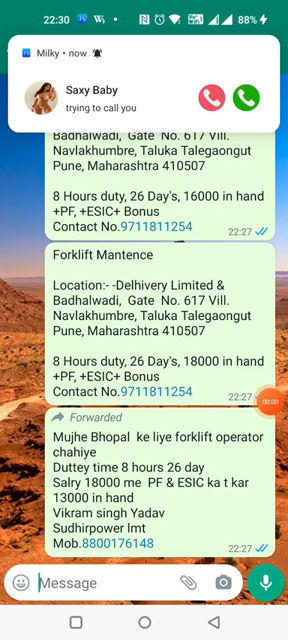 22:30
88%
Milky • now
Saxy Baby
trying to call you
Badhalwadi, Gate No. 617 Vill.
Navlakhumbre, Taluka Talegaongut
Pune, Maharashtra 410507
8 Hours duty, 26 Day's, 16000 in hand
+PF, +ESIC+ Bonus
Contact No.9711811254
22:27
Forklift Mantence
Location:- -Delhivery Limited &
Badhalwadi, Gate No. 617 Vill.
Navlakhumbre, Taluka Talegaongut
Pune, Maharashtra 410507
8 Hours duty, 26 Day's, 18000 in hand
+PF, +ESIC+ Bonus
Contact No.9711811254
22:27
00:00
Forwarded
Mujhe Bhopal ke liye forklift operator
chahiye
Duttey time 8 hours 26 day
Salry 18000 me PF & ESIC ka t kar
13000 in hand
Vikram singh Yadav
Sudhirpower lmt
Mob.8800176148
22:27
Message